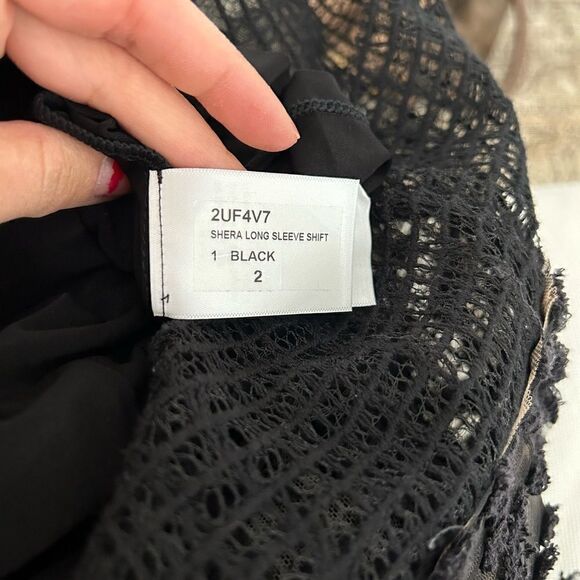 2UF4V7
SHERA LONG SLEEVE SHIFT
1 BLACK
2